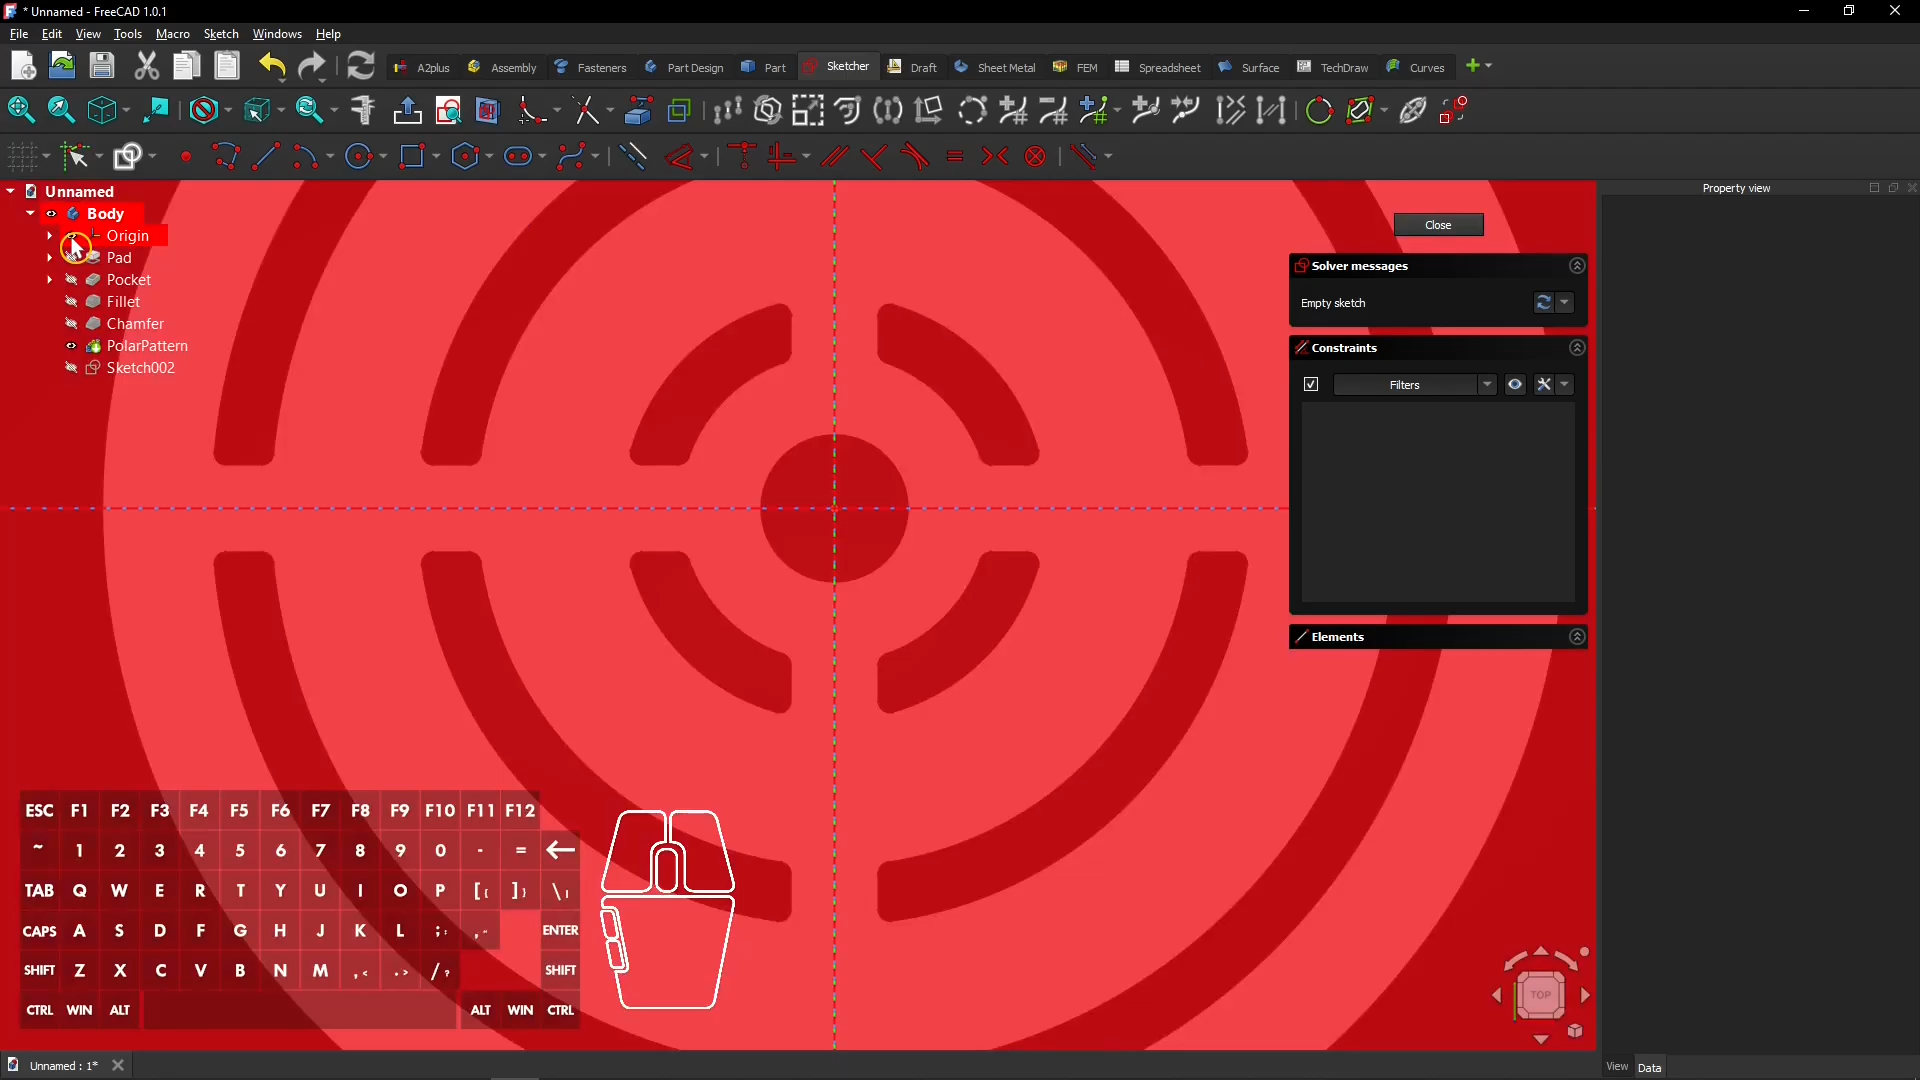 * Unnamed - FreeCAD 1.0.1
File Edit View Tools Macro Sketch Windows Help
A2plus Assembly Fasteners Part Design Part Sketcher Draft Sheet Metal FEM Spreadsheet Surface TechDraw Curves
Unnamed
Property view
Body
Origin
Close
Pad
Solver messages
Pocket
Fillet
Empty sketch
Chamfer
PolarPattern
Constraints
Sketch002
Filters
Elements
ESC F1 F2 F3 F4 F5 F6 F7 F8 F9 F10 F11 F12
~ 1 2 3 4 5 6 7 8 9 0 - =
TAB Q W E R T Y U I O P [{ ]} \|
CAPS A S D F G H J K L ;: ENTER
SHIFT Z X C V B N M ,< .> /? SHIFT
CTRL WIN ALT ALT WIN CTRL
TOP
Unnamed : 1*
View Data